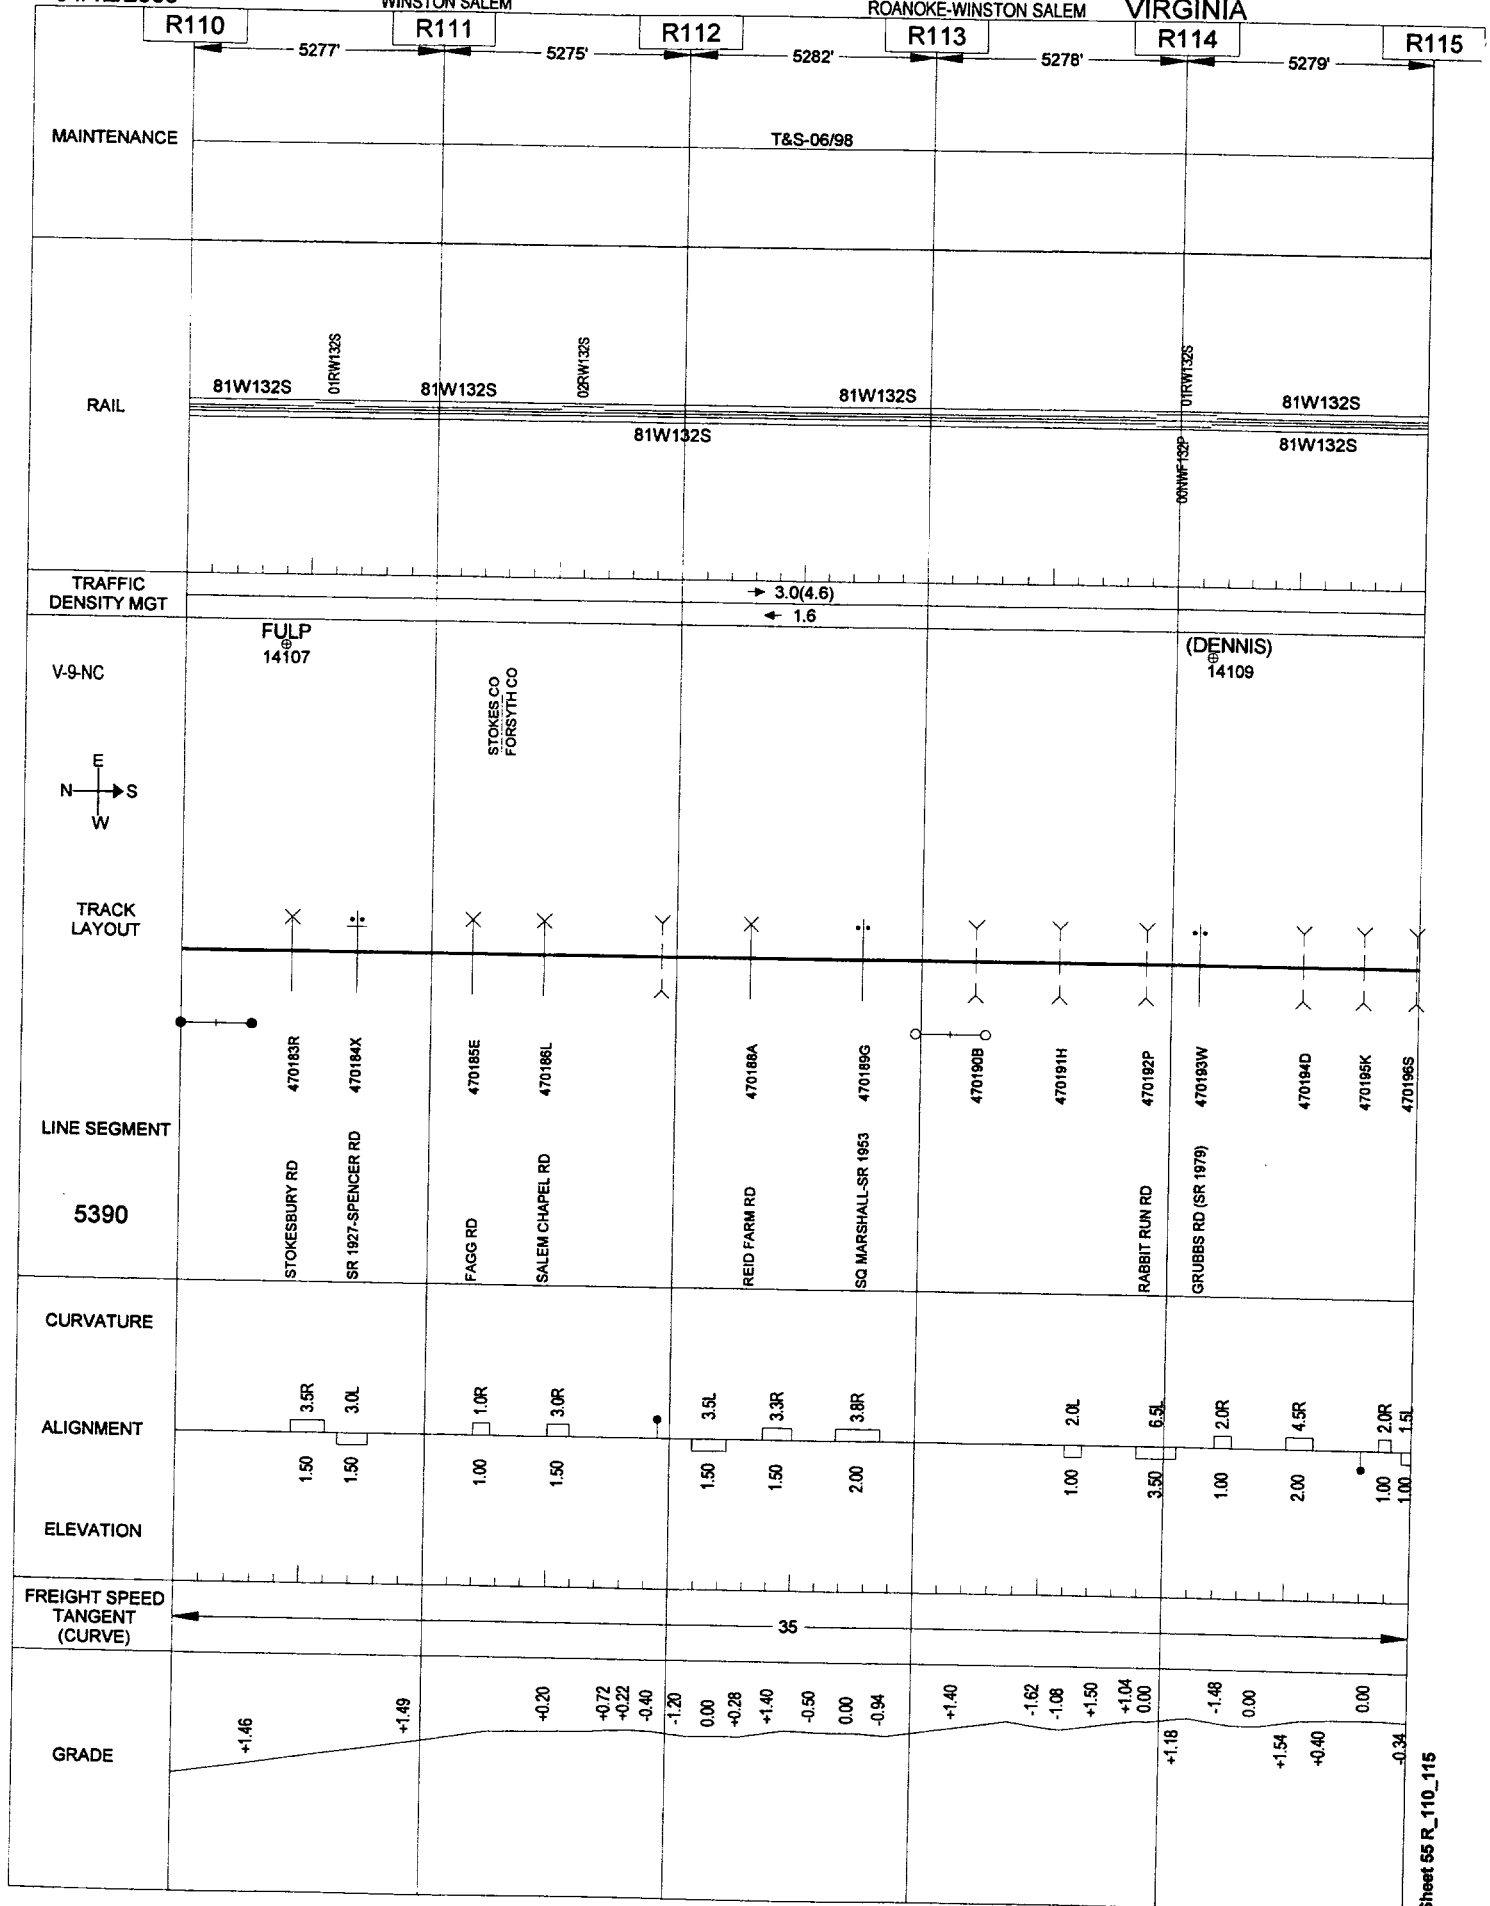 WINSTON SALEM
ROANOKE-WINSTON SALEM VIRGINIA
R110 R111 R112 R113 R114 R115
5277' 5275' 5282' 5278' 5279'
MAINTENANCE
T&S-06/98
RAIL
81W132S 01RW132S 81W132S 02RW132S 81W132S 01RW132S 81W132S
81W132S 00NWF132P 81W132S
TRAFFIC
DENSITY MGT
→ 3.0(4.6)
← 1.6
V-9-NC
FULP
14107
STOKES CO
FORSYTH CO
(DENNIS)
14109
E
N S
W
TRACK
LAYOUT
470183R 470184X 470185E 470186L 470188A 470189G 470190B 470191H 470192P 470193W 470194D 470195K 470196S
LINE SEGMENT
5390
STOKESBURY RD
SR 1927-SPENCER RD
FAGG RD
SALEM CHAPEL RD
REID FARM RD
SQ MARSHALL-SR 1953
RABBIT RUN RD
GRUBBS RD (SR 1979)
CURVATURE
ALIGNMENT
3.5R 3.0L 1.0R 3.0R 3.5L 3.3R 3.8R 2.0L 6.5L 2.0R 4.5R 2.0R 1.5L
1.50 1.50 1.00 1.50 1.50 1.50 2.00 1.00 3.50 1.00 2.00 1.00 1.00
ELEVATION
FREIGHT SPEED
TANGENT
(CURVE)
35
GRADE
+1.46 +1.49 +0.20 +0.72 +0.22 -0.40 -1.20 0.00 +0.28 +1.40 -0.50 0.00 -0.94 +1.40 -1.62 -1.08 +1.50 +1.04 0.00 +1.18 -1.48 0.00 +1.54 +0.40 0.00 -0.34
Sheet 55 R_110_115